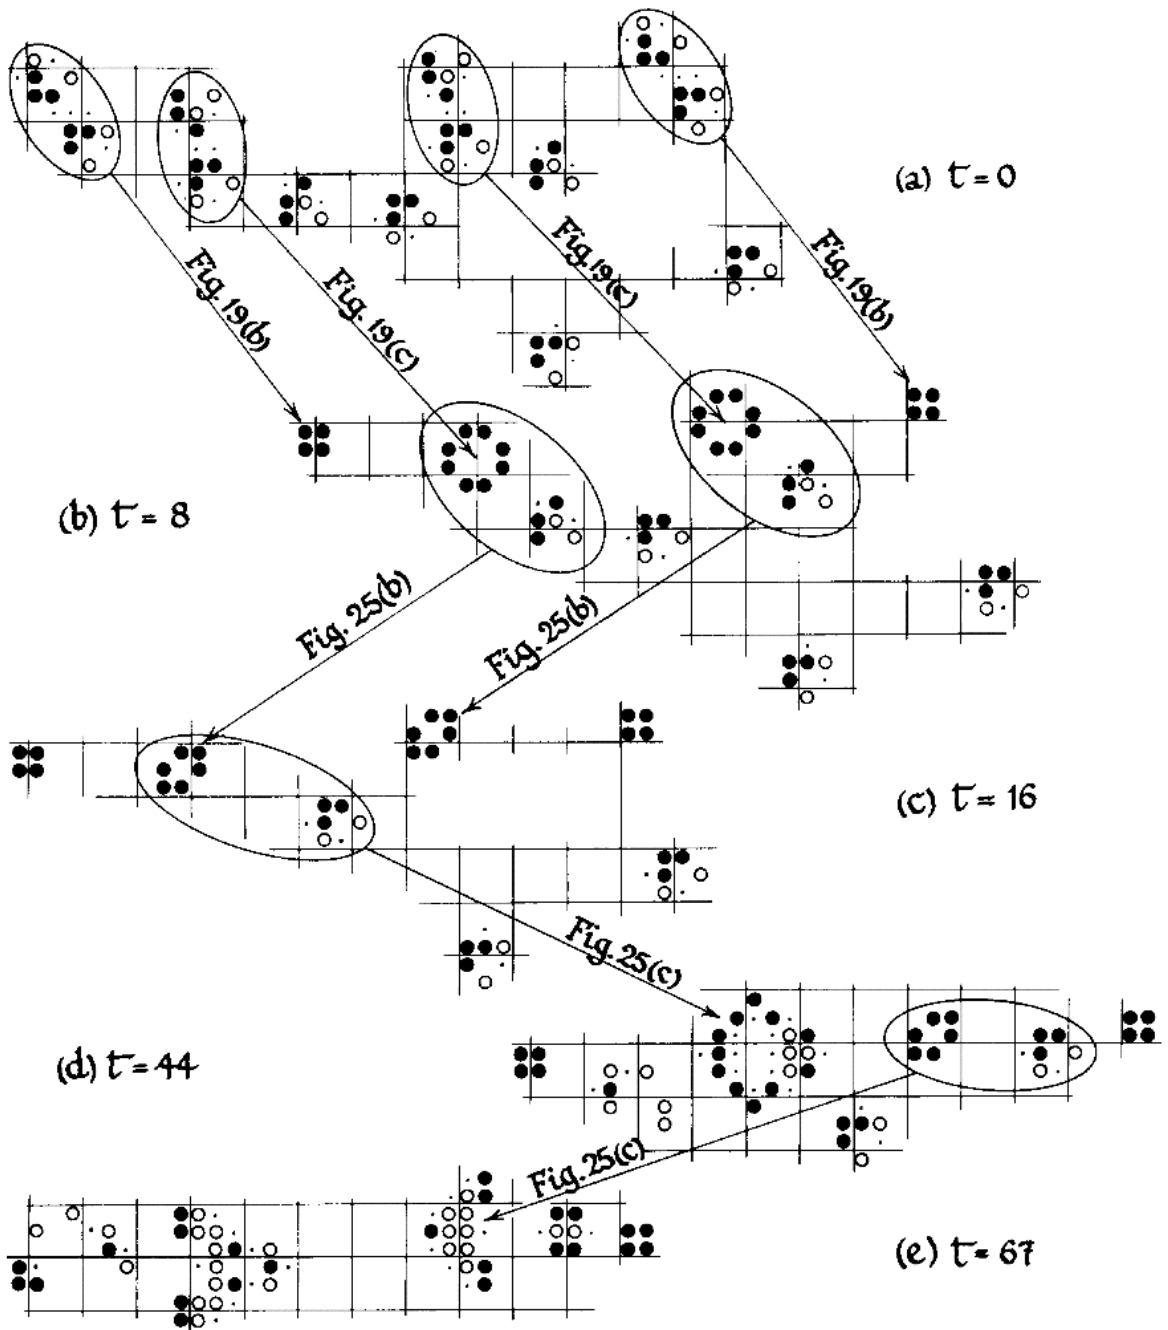 (a) t=0
Fig. 19(b)
Fig. 19(c)
Fig. 19(c)
Fig. 19(b)
(b) t=8
Fig. 25(b)
Fig. 25(b)
(c) t=16
Fig. 25(c)
(d) t=44
Fig. 25(c)
(e) t=67